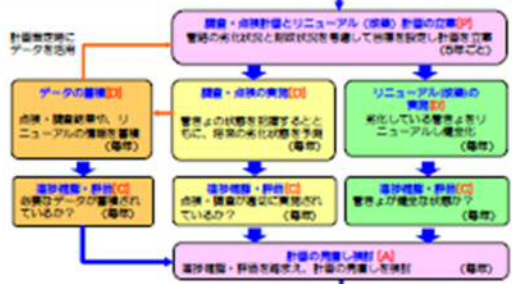 調査・点検計画とリニューアル（改築）計画の立案[P]
管路の劣化状況と財政状況を考慮して目標を設定し計画を立案
（5年ごと）
計画策定時に
データを活用
データの蓄積[D]
点検・調査結果や、リ
ニューアルの情報を蓄積
（毎年）
調査・点検の実施[D]
管きょの状態を把握するとと
もに、将来の劣化状態を予測
（毎年）
リニューアル（改築）の
実施[D]
劣化している管きょをリ
ニューアルし健全化
（毎年）
進捗確認・評価[C]
必要なデータが蓄積され
ているか？（毎年）
進捗確認・評価[C]
点検・調査が適切に実施され
ているか？（毎年）
進捗確認・評価[C]
管きょが健全な状態か？
（毎年）
計画の見直し検討 [A]
進捗確認・評価を踏まえ、計画の見直しを検討（毎年）